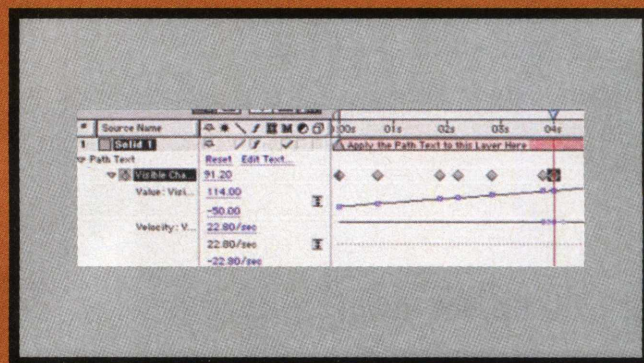 # Source Name :00s 01s 02s 03s 04s
1 Solid 1 Apply the Path Text to this Layer Here
Path Text Reset Edit Text...
Visible Cha... 91.20
Value: Visi... 114.00
-50.00
Velocity: V... 22.80/sec
22.80/sec
-22.80/sec